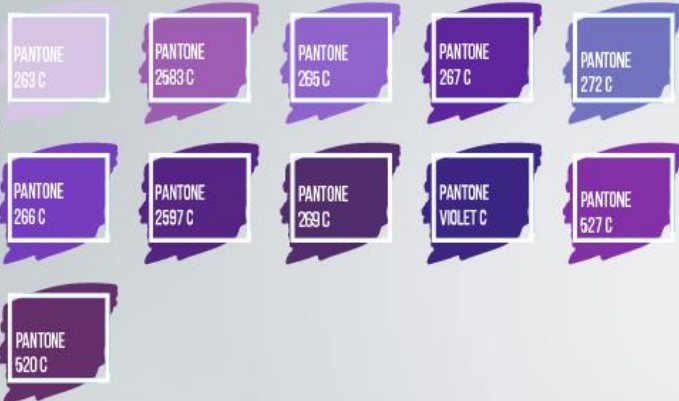 PANTONE
263 C
PANTONE
2583 C
PANTONE
265 C
PANTONE
267 C
PANTONE
272 C
PANTONE
266 C
PANTONE
2597 C
PANTONE
269 C
PANTONE
VIOLET C
PANTONE
527 C
PANTONE
520 C